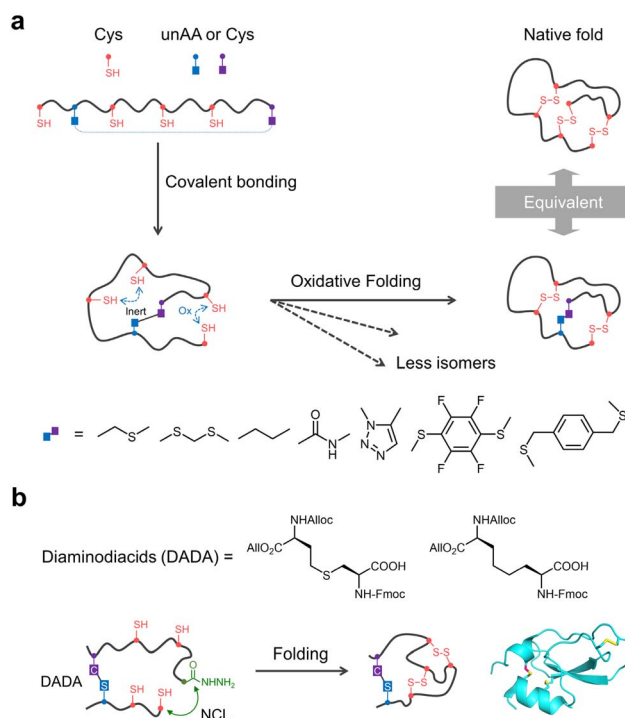 a
Cys unAA or Cys Native fold
SH
S–S
SH SH SH SH
S–S S–S
Covalent bonding
Equivalent
SH
SH Inert Ox SH
SH
Oxidative Folding
Less isomers
S–S
S–S
=
S
S S
O
N
H
N N
N
F F
S S
F F
S
S
b
Diaminodiacids (DADA) =
NHAlloc
AllO₂C
S COOH
NH-Fmoc
NHAlloc
AllO₂C
COOH
NH-Fmoc
SH SH
O
NHNH₂
DADA
C
S
SH SH
NCL
Folding
C
S
S–S
S–S